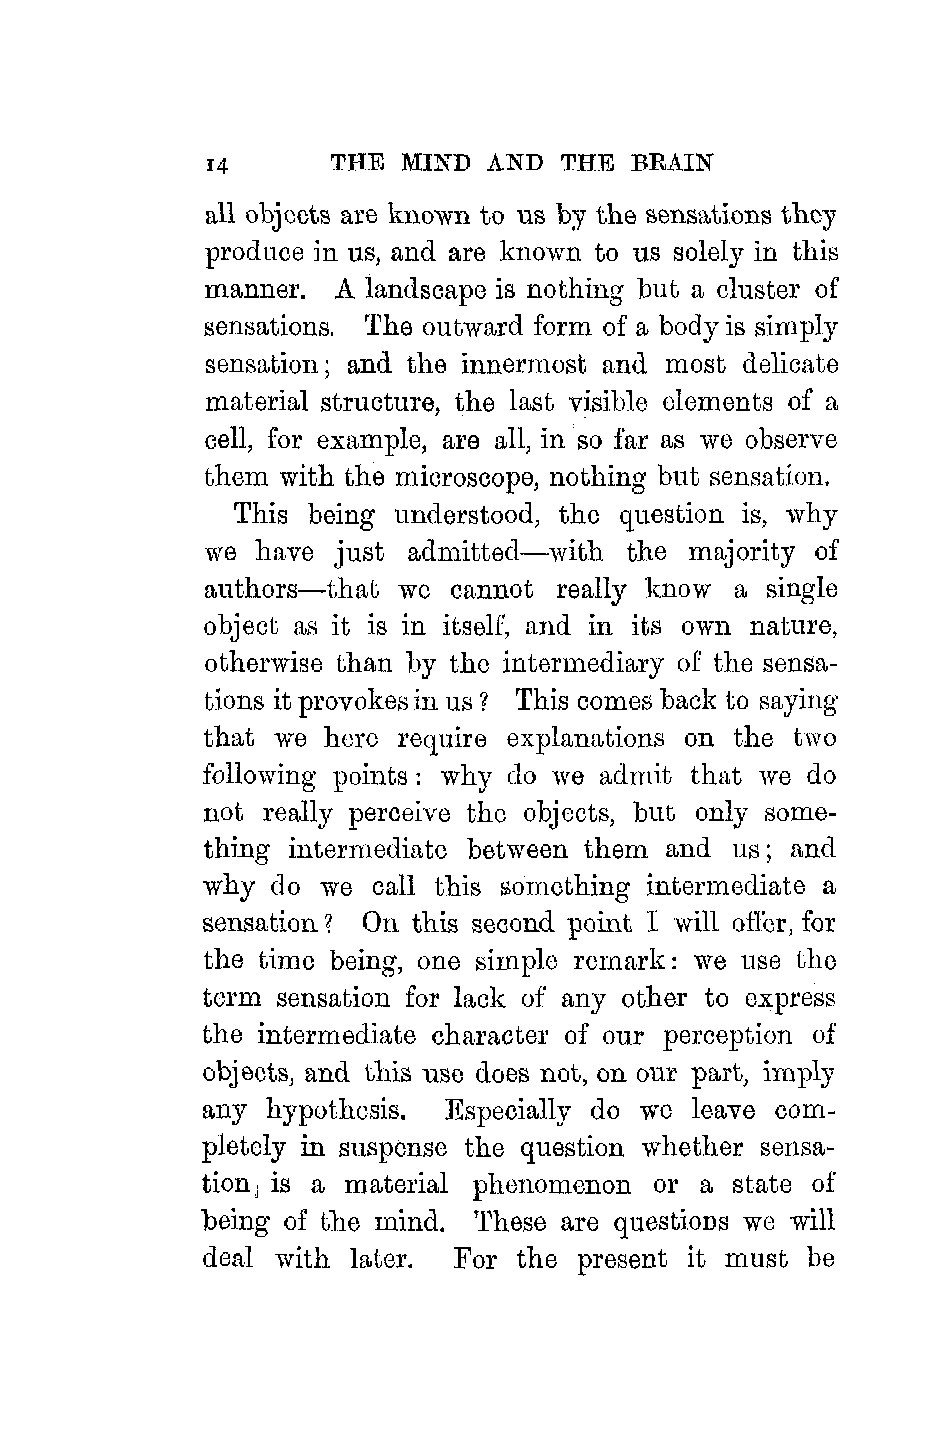 14 THE MIND AND THE BRAIN
all objects are known to us by the sensations they
produce in us, and are known to us solely in this
manner. A landscape is nothing but a cluster of
sensations. The outward form of a body is simply
sensation; and the innermost and most delicate
material structure, the last visible elements of a
cell, for example, are all, in so far as we observe
them with the microscope, nothing but sensation.
This being understood, the question is, why
we have just admitted—with the majority of
authors—that we cannot really know a single
object as it is in itself, and in its own nature,
otherwise than by the intermediary of the sensa-
tions it provokes in us? This comes back to saying
that we here require explanations on the two
following points: why do we admit that we do
not really perceive the objects, but only some-
thing intermediate between them and us; and
why do we call this something intermediate a
sensation? On this second point I will offer, for
the time being, one simple remark: we use the
term sensation for lack of any other to express
the intermediate character of our perception of
objects, and this use does not, on our part, imply
any hypothesis. Especially do we leave com-
pletely in suspense the question whether sensa-
tion is a material phenomenon or a state of
being of the mind. These are questions we will
deal with later. For the present it must be